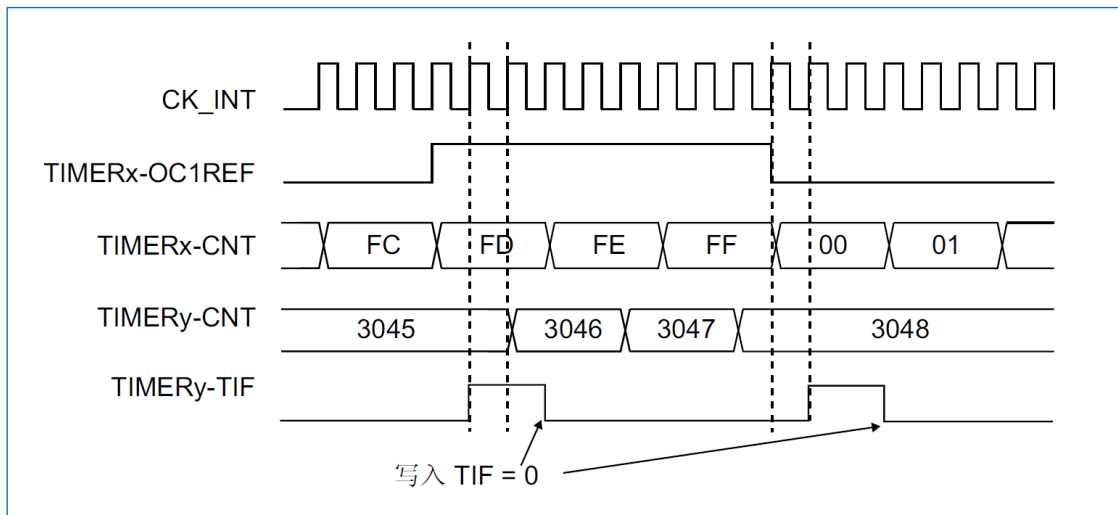 CK_INT
TIMERx-OC1REF
TIMERx-CNT FC FD FE FF 00 01
TIMERy-CNT 3045 3046 3047 3048
TIMERy-TIF
写入 TIF = 0